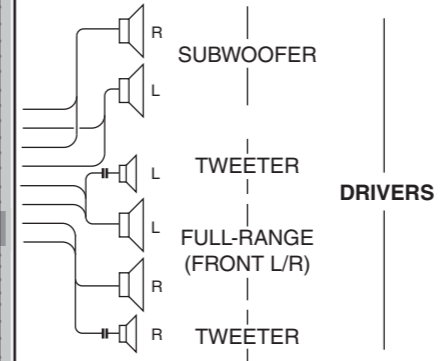 R
SUBWOOFER
L
TWEETER
L
DRIVERS
L
FULL-RANGE
(FRONT L/R)
R
R
TWEETER